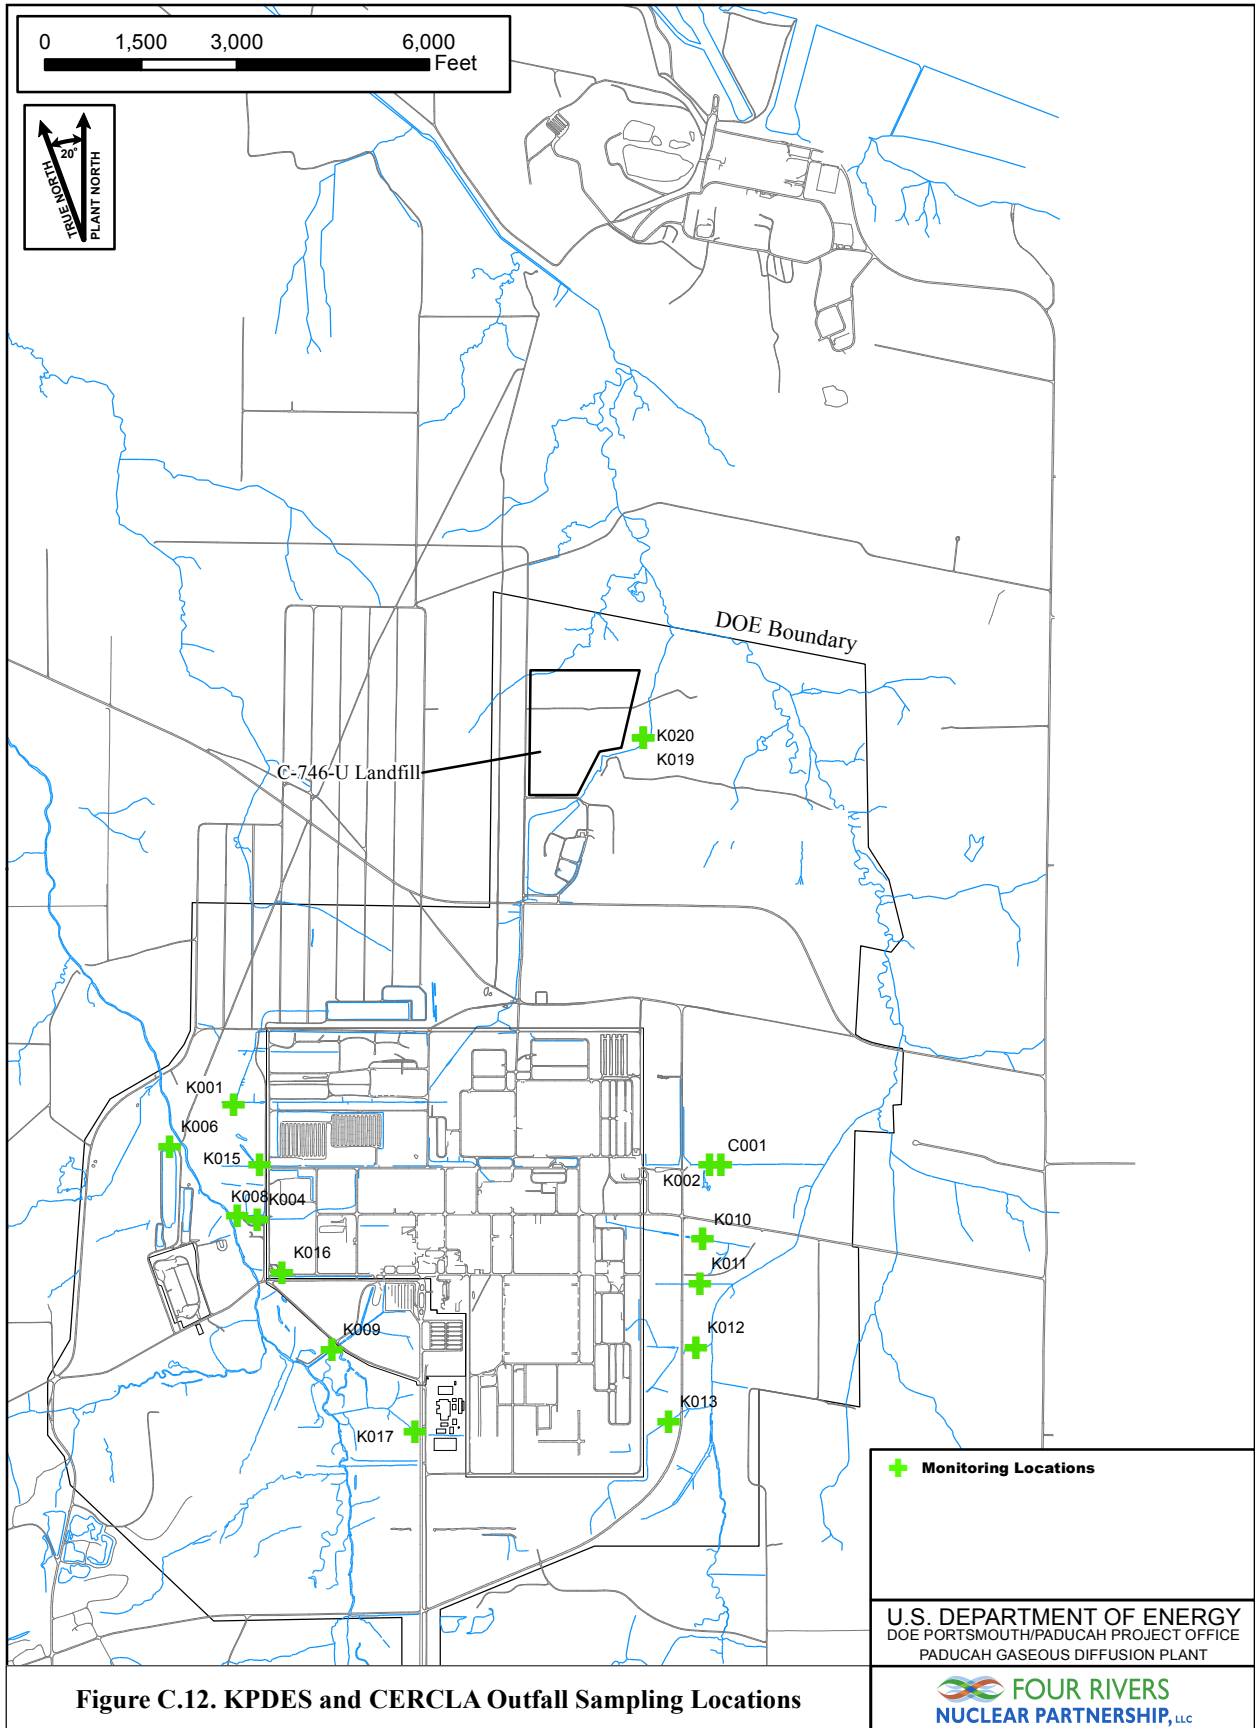 0 1,500 3,000 6,000
Feet
20°
TRUE NORTH
PLANT NORTH
DOE Boundary
K020
K019
C-746-U Landfill
K001
K006
K015
C001
K002
K008
K004
K010
K016
K011
K012
K009
K013
K017
Monitoring Locations
U.S. DEPARTMENT OF ENERGY
DOE PORTSMOUTH/PADUCAH PROJECT OFFICE
PADUCAH GASEOUS DIFFUSION PLANT
Figure C.12. KPDES and CERCLA Outfall Sampling Locations
FOUR RIVERS
NUCLEAR PARTNERSHIP, LLC